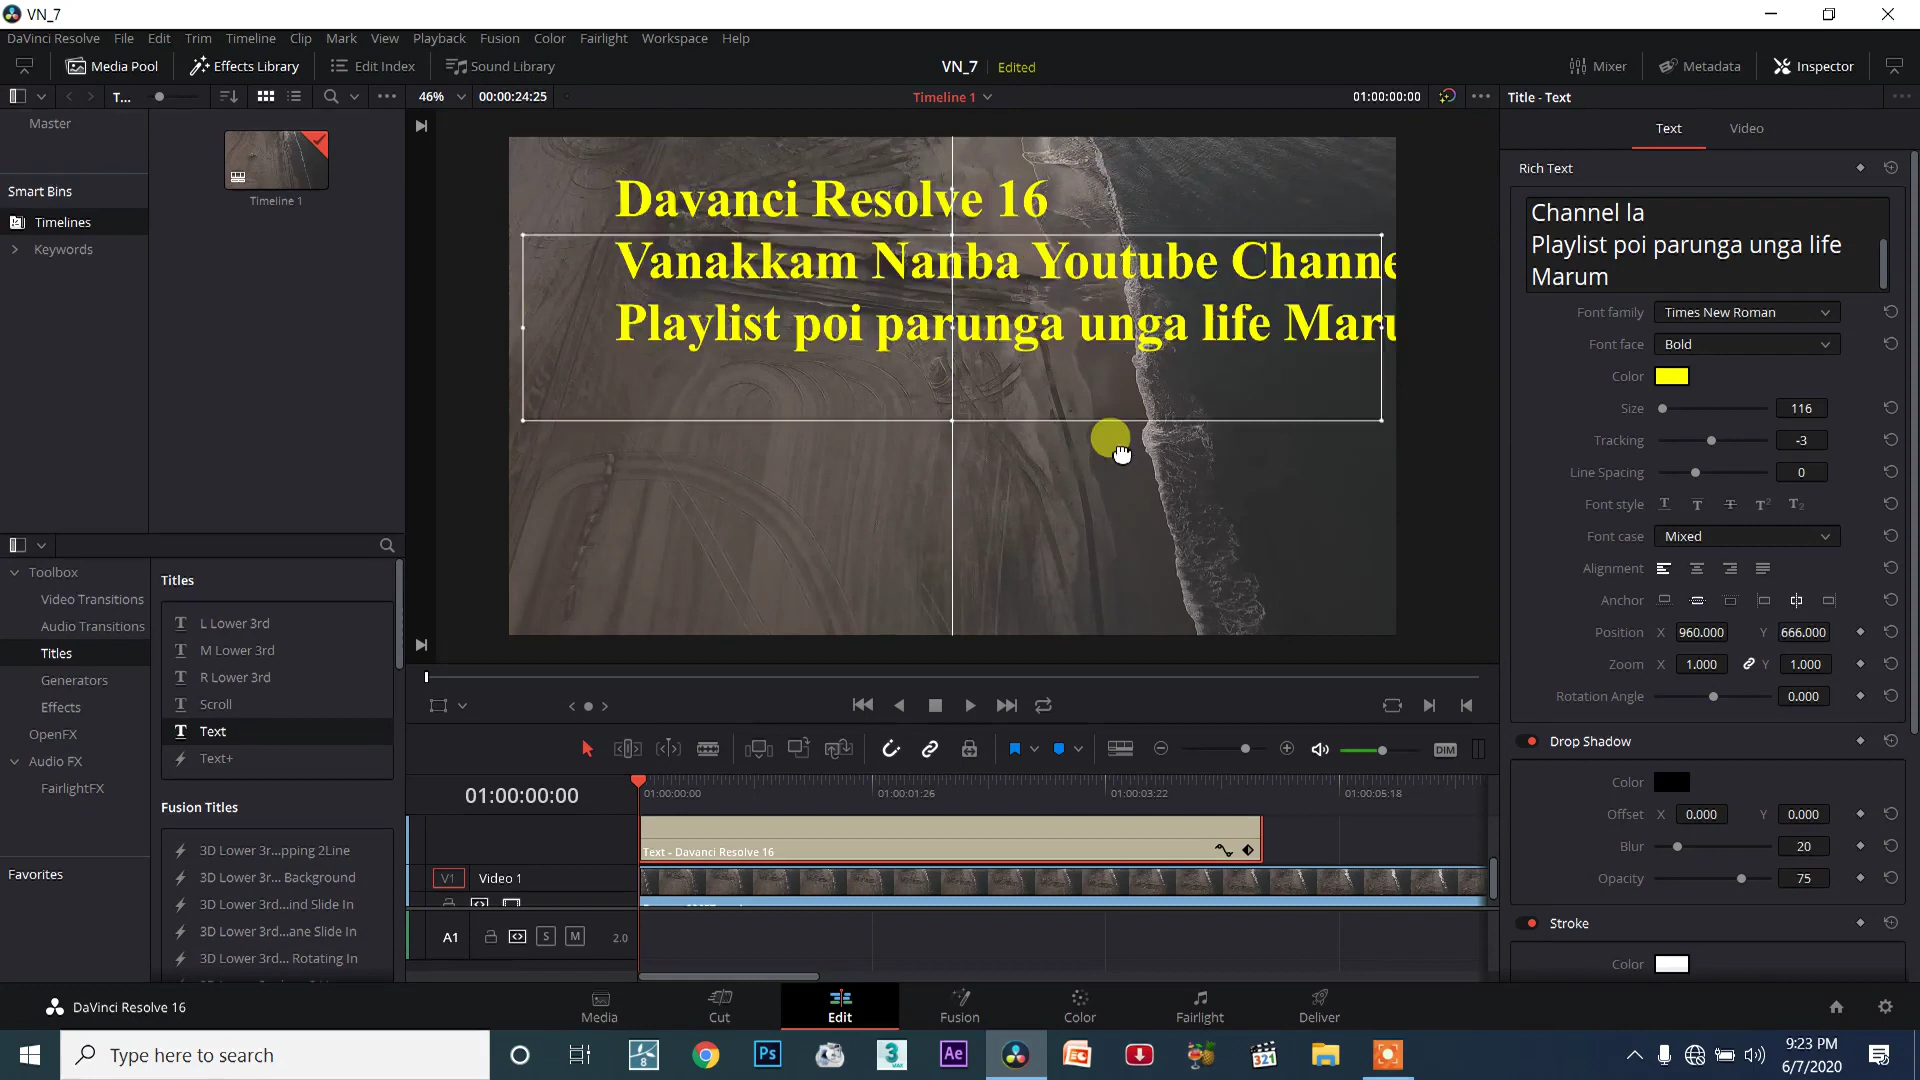 VN_7
DaVinci Resolve File Edit Trim Timeline Clip Mark View Playback Fusion Color Fairlight Workspace Help
Media Pool Effects Library Edit Index Sound Library VN_7 Edited Mixer Metadata Inspector
T... 46% 00:00:24:25 Timeline 1 01:00:00:00 Title - Text
Master
Timeline 1
Smart Bins
Timelines
Keywords
Davanci Resolve 16
Vanakkam Nanba Youtube Channe
Playlist poi parunga unga life Maru
Text Video
Rich Text
Channel la
Playlist poi parunga unga life
Marum
Font family Times New Roman
Font face Bold
Color
Size 116
Tracking -3
Line Spacing 0
Font style T T T T² T₂
Font case Mixed
Alignment
Anchor
Position X 960.000 Y 666.000
Zoom X 1.000 Y 1.000
Rotation Angle 0.000
Drop Shadow
Color
Offset X 0.000 Y 0.000
Blur 20
Opacity 75
Stroke
Color
Toolbox
Video Transitions
Audio Transitions
Titles
Generators
Effects
OpenFX
Audio FX
FairlightFX
Favorites
Titles
L Lower 3rd
M Lower 3rd
R Lower 3rd
Scroll
Text
Text+
Fusion Titles
3D Lower 3r...pping 2Line
3D Lower 3r... Background
3D Lower 3rd...ind Slide In
3D Lower 3rd...ane Slide In
3D Lower 3rd... Rotating In
DIM
01:00:00:00 01:00:00:00 01:00:01:26 01:00:03:22 01:00:05:18
Text - Davanci Resolve 16
V1 Video 1
A1 S M 2.0
DaVinci Resolve 16 Media Cut Edit Fusion Color Fairlight Deliver
Type here to search
8
Ps
3
MAX
Ae
321
9:23 PM
6/7/2020